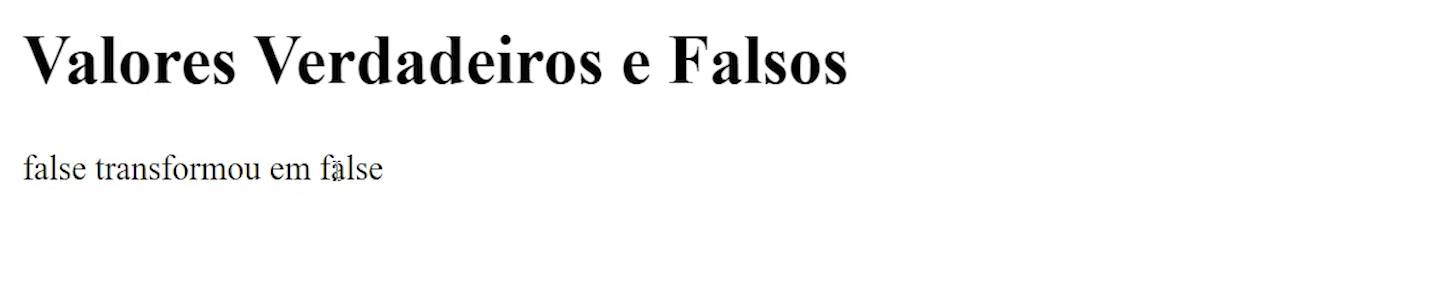 Valores Verdadeiros e Falsos
false transformou em false